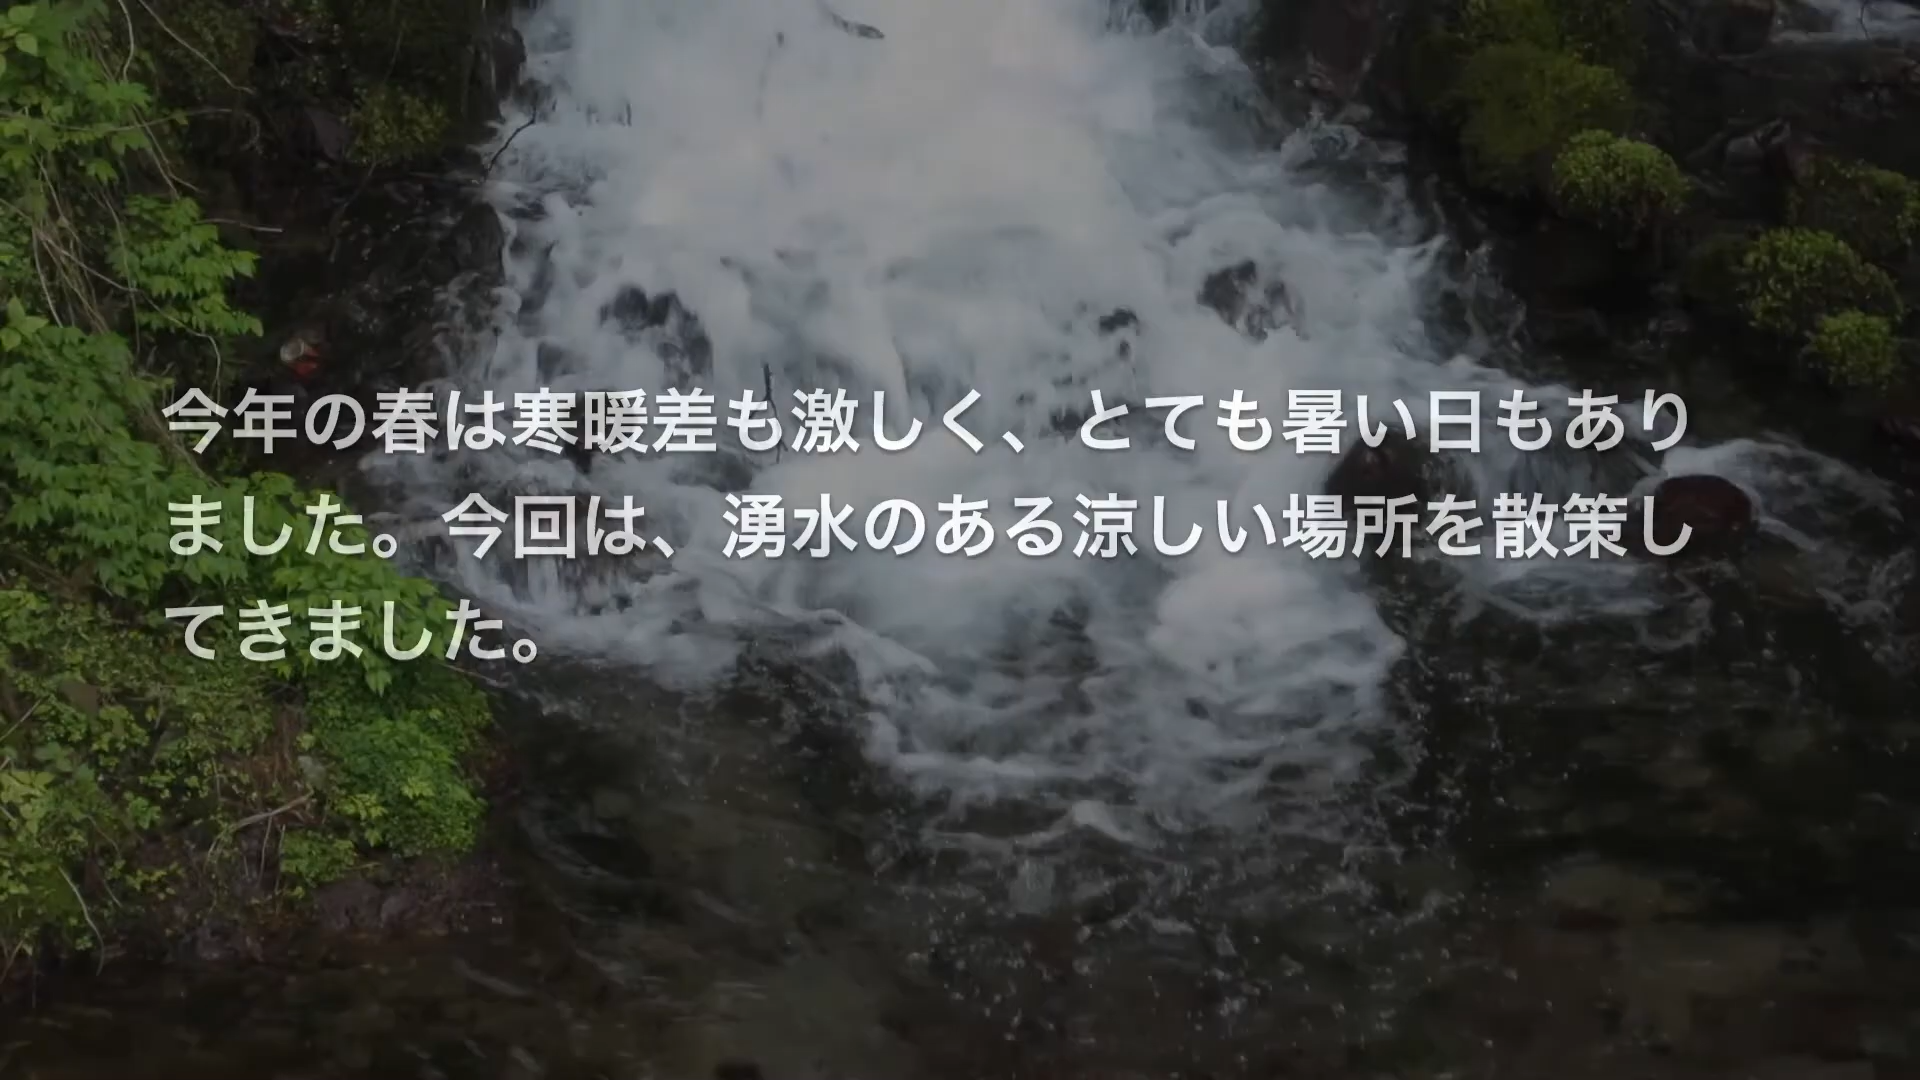 今年の春は寒暖差も激しく、とても暑い日もあり
ました。今回は、湧水のある涼しい場所を散策し
てきました。